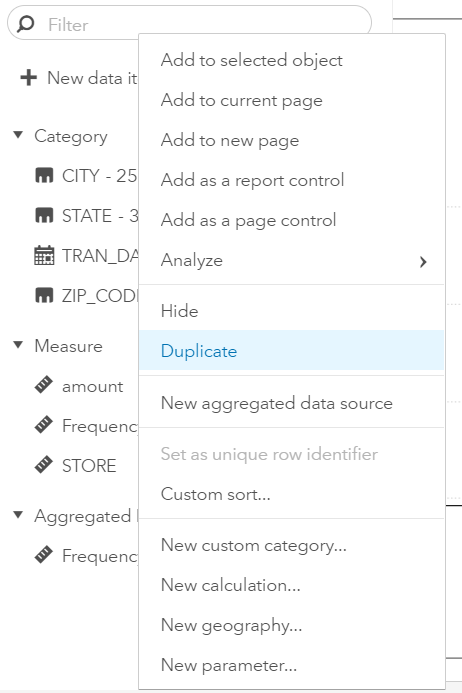 Filter
New data it
Category
CITY - 25
STATE - 3
TRAN_DA
ZIP_COD
Measure
amount
Frequency
STORE
Aggregated
Frequency
Add to selected object
Add to current page
Add to new page
Add as a report control
Add as a page control
Analyze
Hide
Duplicate
New aggregated data source
Set as unique row identifier
Custom sort...
New custom category...
New calculation...
New geography...
New parameter...